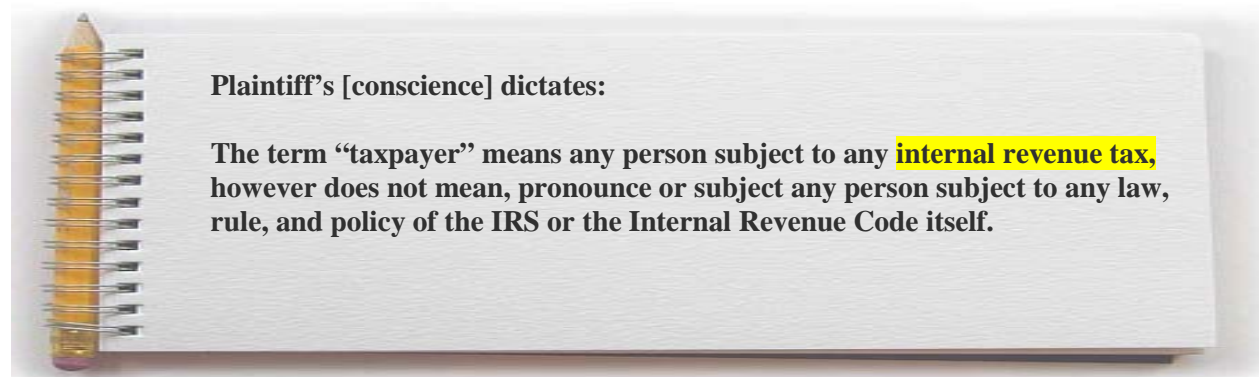 Plaintiff’s [conscience] dictates:
The term “taxpayer” means any person subject to any internal revenue tax,
however does not mean, pronounce or subject any person subject to any law,
rule, and policy of the IRS or the Internal Revenue Code itself.